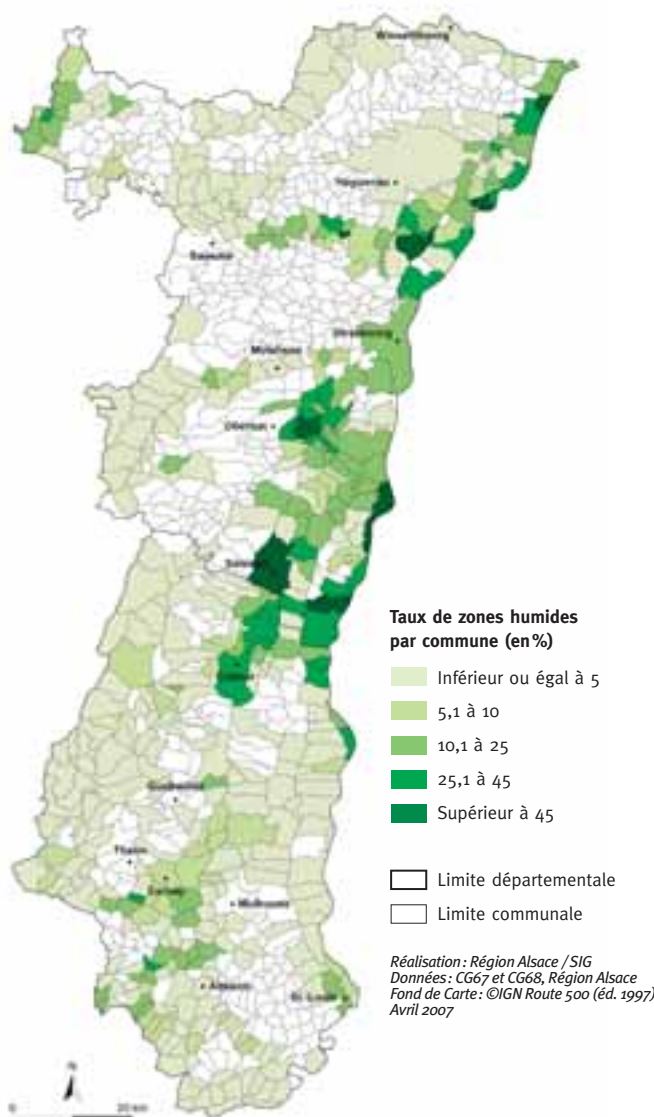 Wissembourg
Haguenau
Saverne
Strasbourg
Molsheim
Obernai
Sélestat
Colmar
Guebwiller
Thann
Cernay
Mulhouse
Altkirch
St. Louis
Taux de zones humides
par commune (en %)
Inférieur ou égal à 5
5,1 à 10
10,1 à 25
25,1 à 45
Supérieur à 45
Limite départementale
Limite communale
Réalisation : Région Alsace / SIG
Données : CG67 et CG68, Région Alsace
Fond de Carte : ©IGN Route 500 (éd. 1997)
Avril 2007
N
0 20 km